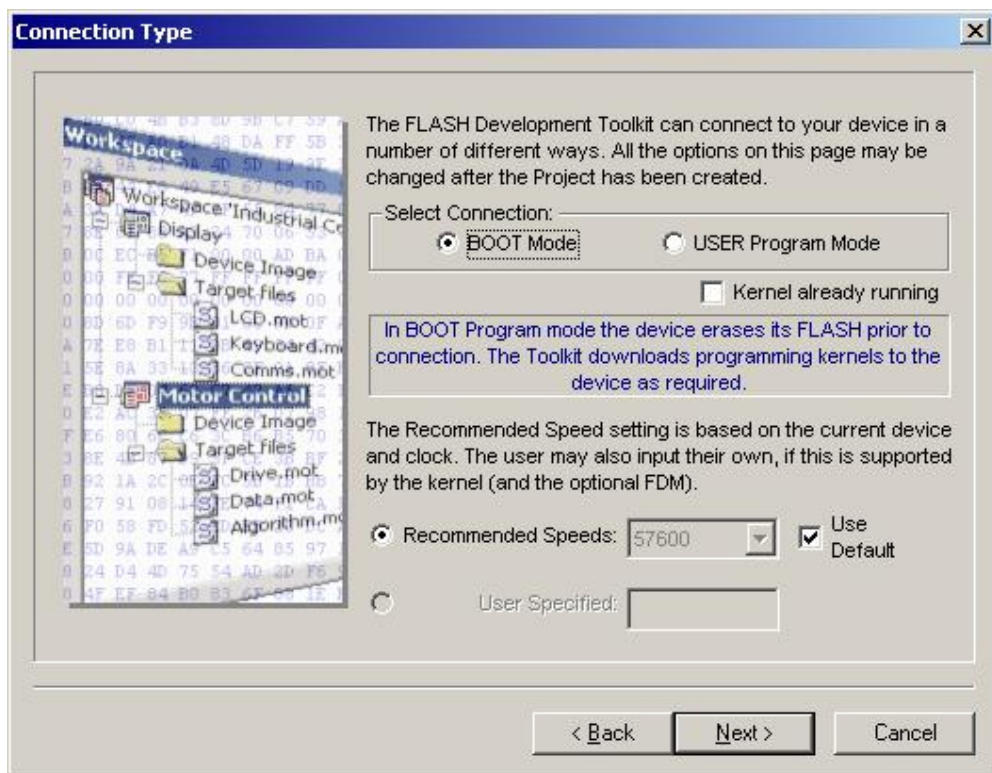 Connection Type
Workspace
Workspace 'Industrial Co
Display
Device Image
Target files
LCD.mot
Keyboard.m
Comms.mot
Motor Control
Device Image
Target files
Drive.mot
Data.mot
Algorithm.mo
The FLASH Development Toolkit can connect to your device in a
number of different ways. All the options on this page may be
changed after the Project has been created.
Select Connection:
BOOT Mode
USER Program Mode
Kernel already running
In BOOT Program mode the device erases its FLASH prior to
connection. The Toolkit downloads programming kernels to the
device as required.
The Recommended Speed setting is based on the current device
and clock. The user may also input their own, if this is supported
by the kernel (and the optional FDM).
Recommended Speeds:
57600
Use
Default
User Specified:
< Back
Next >
Cancel